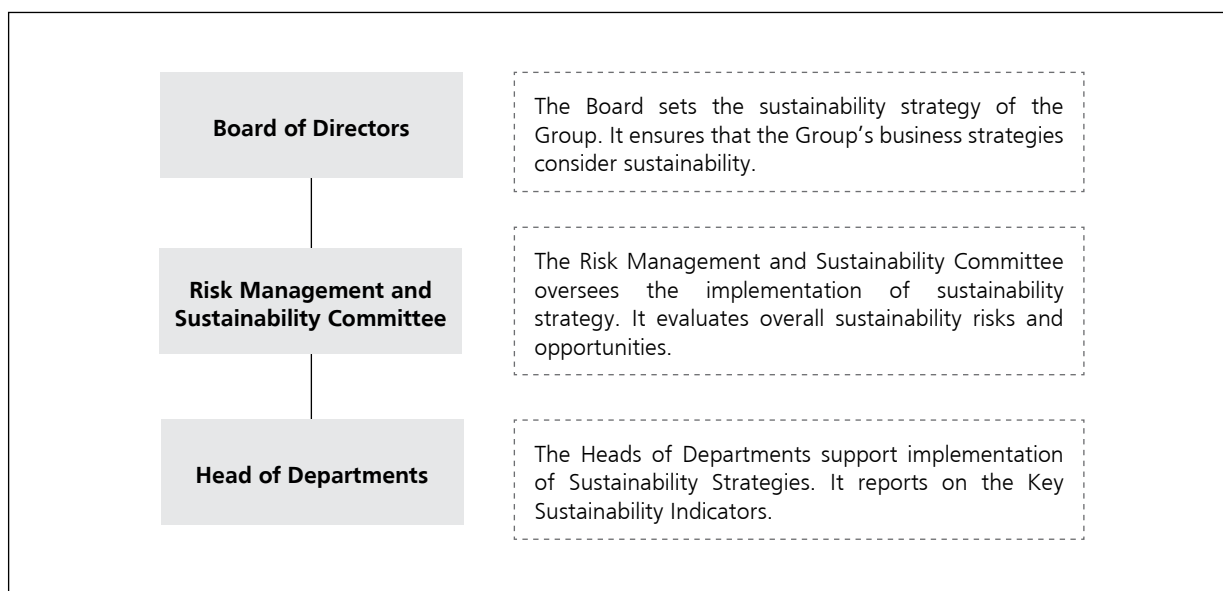 Board of Directors
The Board sets the sustainability strategy of the
Group. It ensures that the Group’s business strategies
consider sustainability.
Risk Management and
Sustainability Committee
The Risk Management and Sustainability Committee
oversees the implementation of sustainability
strategy. It evaluates overall sustainability risks and
opportunities.
Head of Departments
The Heads of Departments support implementation
of Sustainability Strategies. It reports on the Key
Sustainability Indicators.